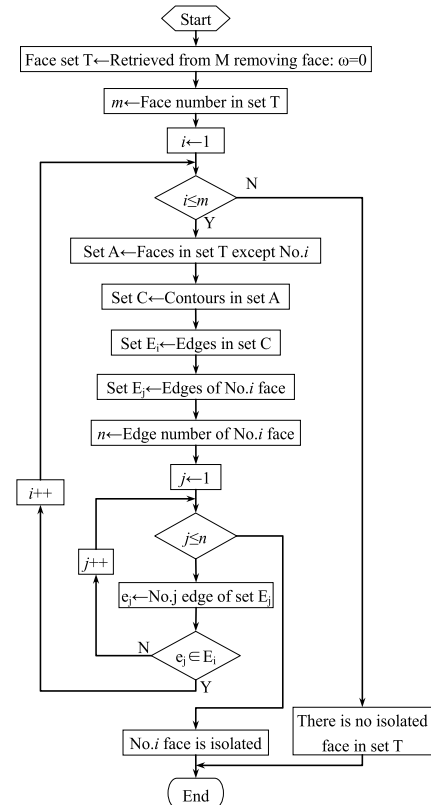 Start
Face set T←Retrieved from M removing face: ω=0
m←Face number in set T
i←1
i≤m
N
Y
Set A←Faces in set T except No.i
Set C←Contours in set A
Set Eᵢ←Edges in set C
Set Eⱼ←Edges of No.i face
n←Edge number of No.i face
j←1
i++
j≤n
j++
eⱼ←No.j edge of set Eⱼ
N
eⱼ∈Eᵢ
Y
No.i face is isolated
There is no isolated
face in set T
End